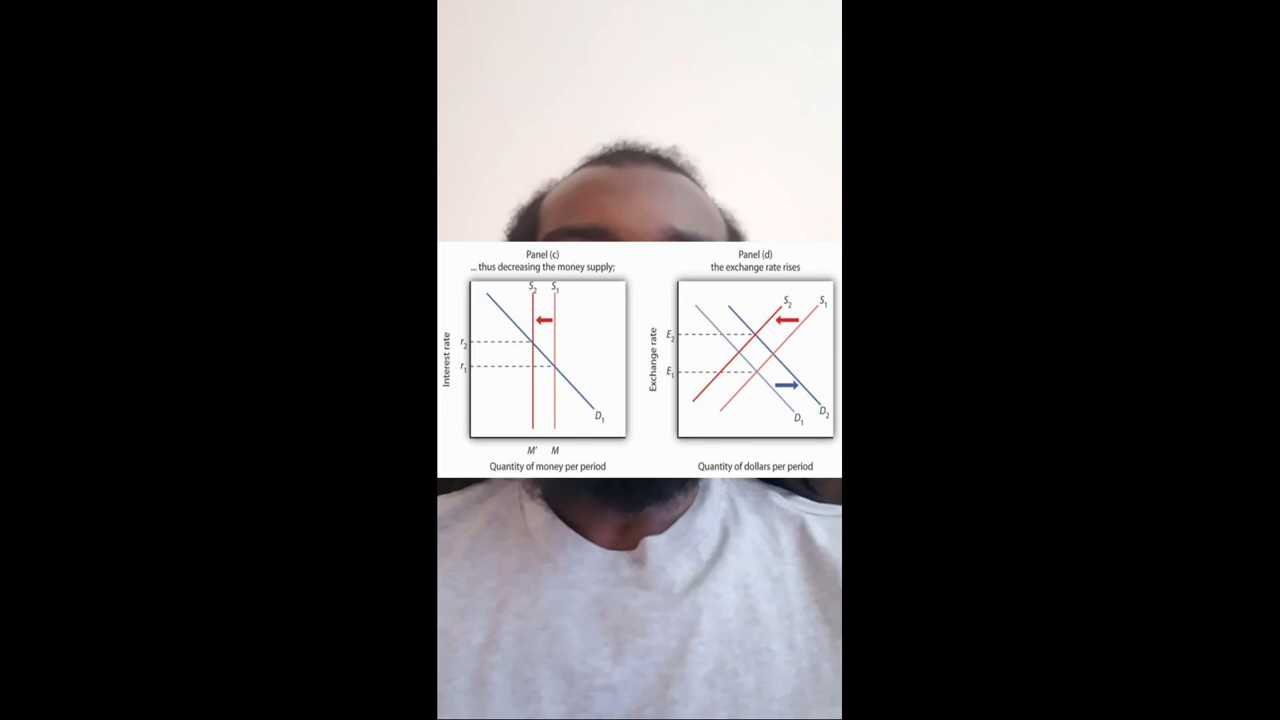 Panel (c)
... thus decreasing the money supply;
S2 S1
r2
r1
D1
Interest rate
M' M
Quantity of money per period
Panel (d)
the exchange rate rises
S2 S1
E2
E1
D1 D2
Exchange rate
Quantity of dollars per period